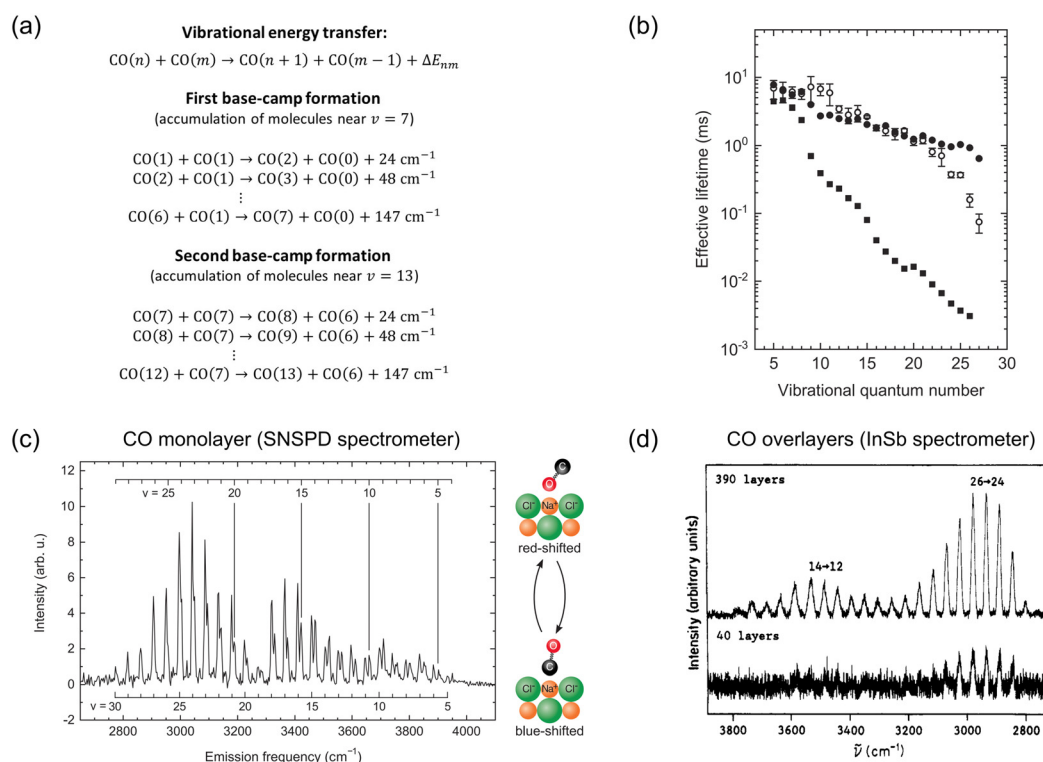 (a)
Vibrational energy transfer:
CO(n) + CO(m) → CO(n + 1) + CO(m − 1) + ΔEₙₘ
First base-camp formation
(accumulation of molecules near v = 7)
CO(1) + CO(1) → CO(2) + CO(0) + 24 cm⁻¹
CO(2) + CO(1) → CO(3) + CO(0) + 48 cm⁻¹
⋮
CO(6) + CO(1) → CO(7) + CO(0) + 147 cm⁻¹
Second base-camp formation
(accumulation of molecules near v = 13)
CO(7) + CO(7) → CO(8) + CO(6) + 24 cm⁻¹
CO(8) + CO(7) → CO(9) + CO(6) + 48 cm⁻¹
⋮
CO(12) + CO(7) → CO(13) + CO(6) + 147 cm⁻¹
(b)
Effective lifetime (ms)
10¹
10⁰
10⁻¹
10⁻²
10⁻³
5 10 15 20 25 30
Vibrational quantum number
(c)
CO monolayer (SNSPD spectrometer)
Intensity (arb. u.)
12
10
8
6
4
2
0
-2
v = 25 20 15 10 5
v = 30 25 20 15 10 5
2800 3000 3200 3400 3600 3800 4000
Emission frequency (cm⁻¹)
C
O
Cl⁻ Na⁺ Cl⁻
red-shifted
O
C
Cl⁻ Na⁺ Cl⁻
blue-shifted
(d)
CO overlayers (InSb spectrometer)
Intensity (arbitrary units)
390 layers
26→24
14→12
40 layers
3800 3600 3400 3200 3000 2800
ν̃ (cm⁻¹)